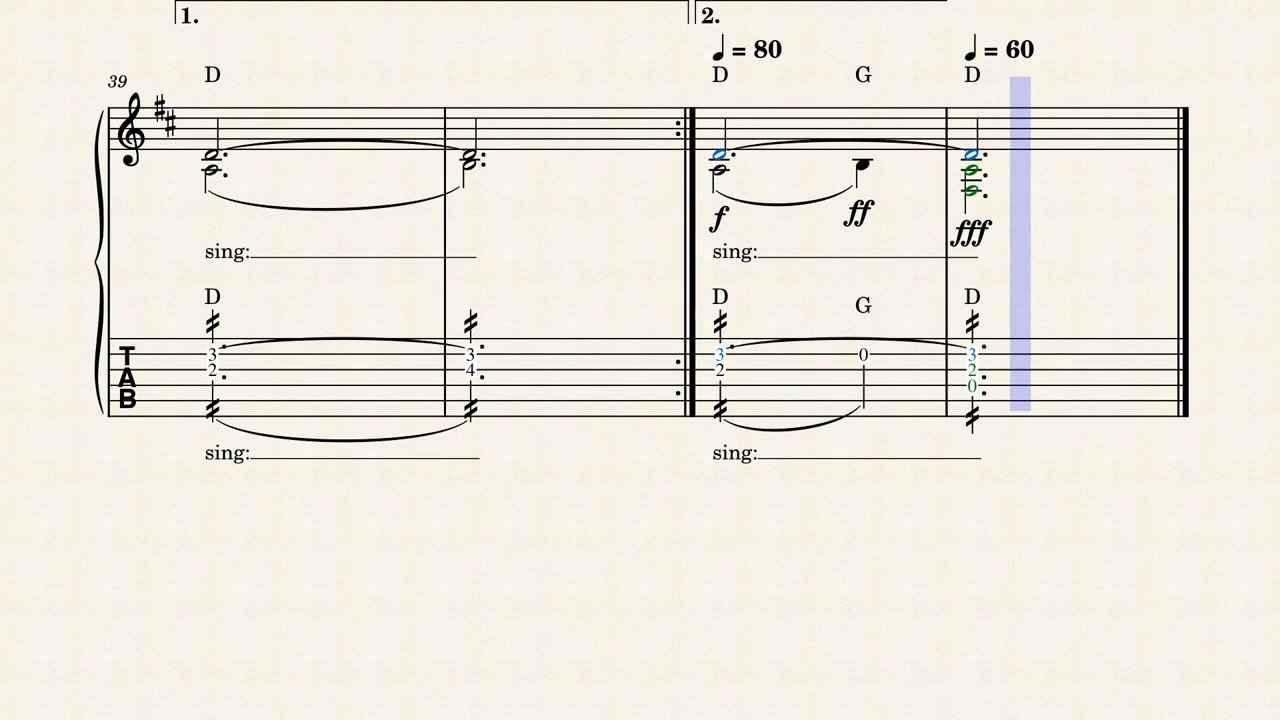 1. 2.
♩ = 80 ♩ = 60
39 D D G D
f ff fff
sing: sing:
D D G D
T 3 3 3 0 3
A 2 4 2 2
B 0
sing: sing: